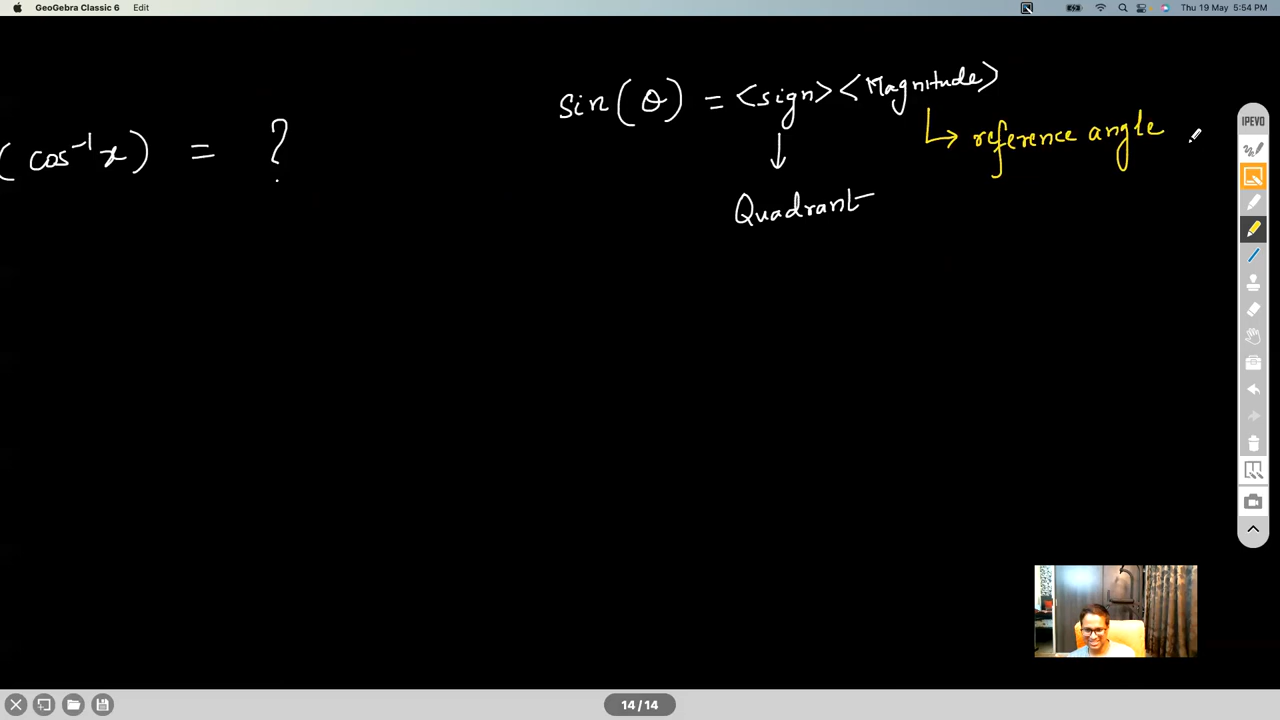 GeoGebra Classic 6 Edit
Thu 19 May 5:54 PM
sin(θ) = <sign><Magnitude>
IPEVO
↳ reference angle
(cos⁻¹x) = ?
↓
Quadrant
14 / 14